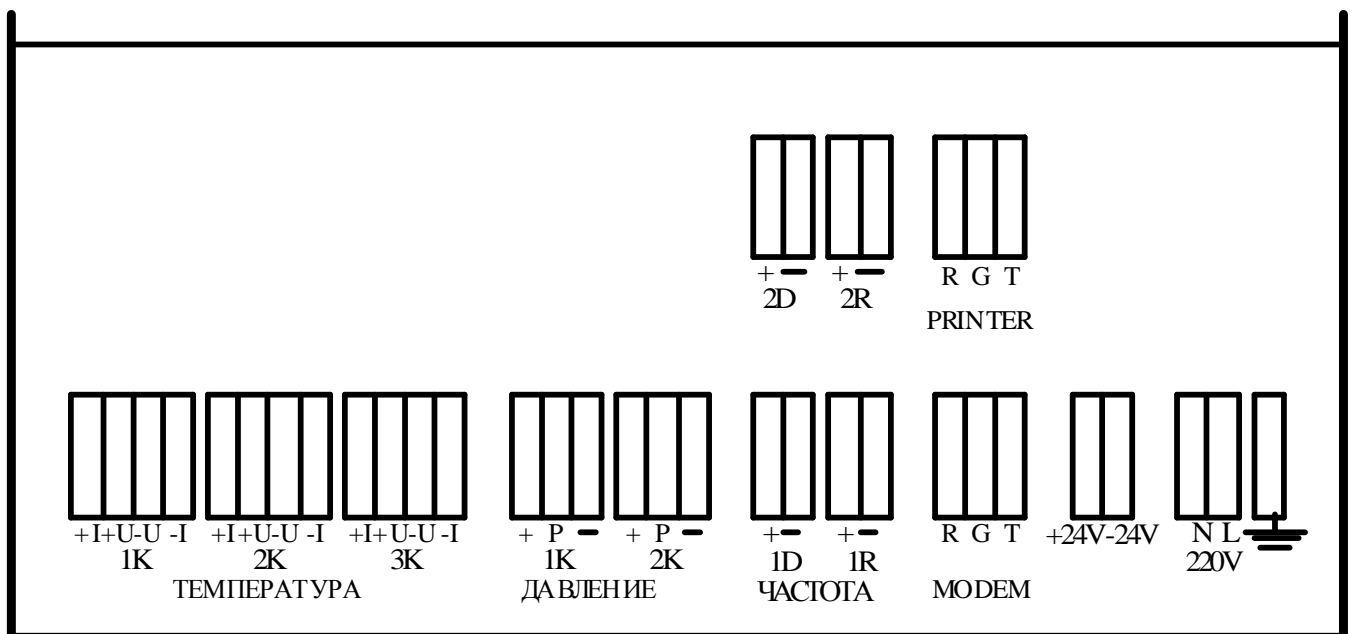 + − + − R G T
2D 2R
PRINTER
+I+U-U -I +I+U-U -I +I+U-U -I + P − + P − + − + − R G T +24V-24V N L
1K 2K 3K 1K 2K 1D 1R 220V
ТЕМПЕРАТУРА ДАВЛЕНИЕ ЧАСТОТА MODEM